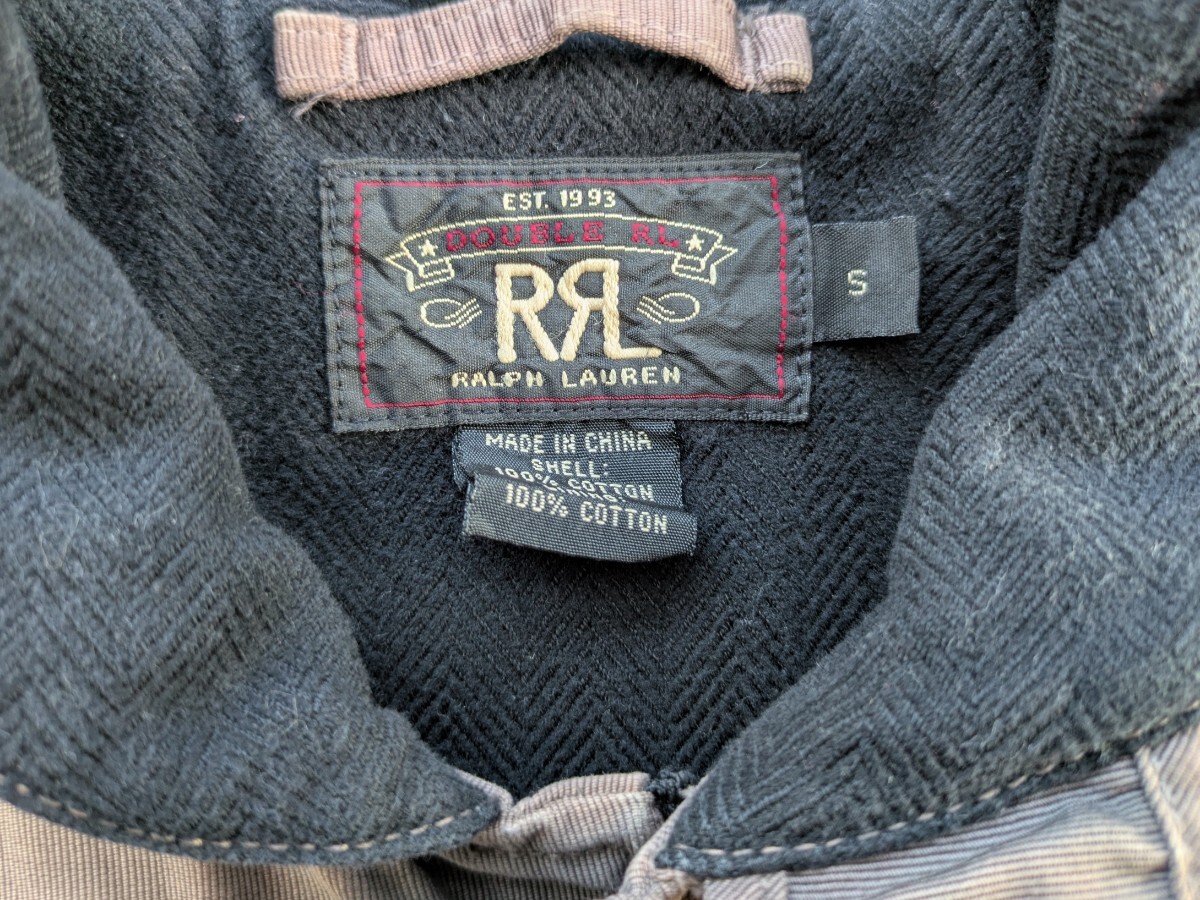 EST. 1993
DOUBLE RL
RRL
RALPH LAUREN
S
MADE IN CHINA
SHELL:
100% COTTON
100% COTTON